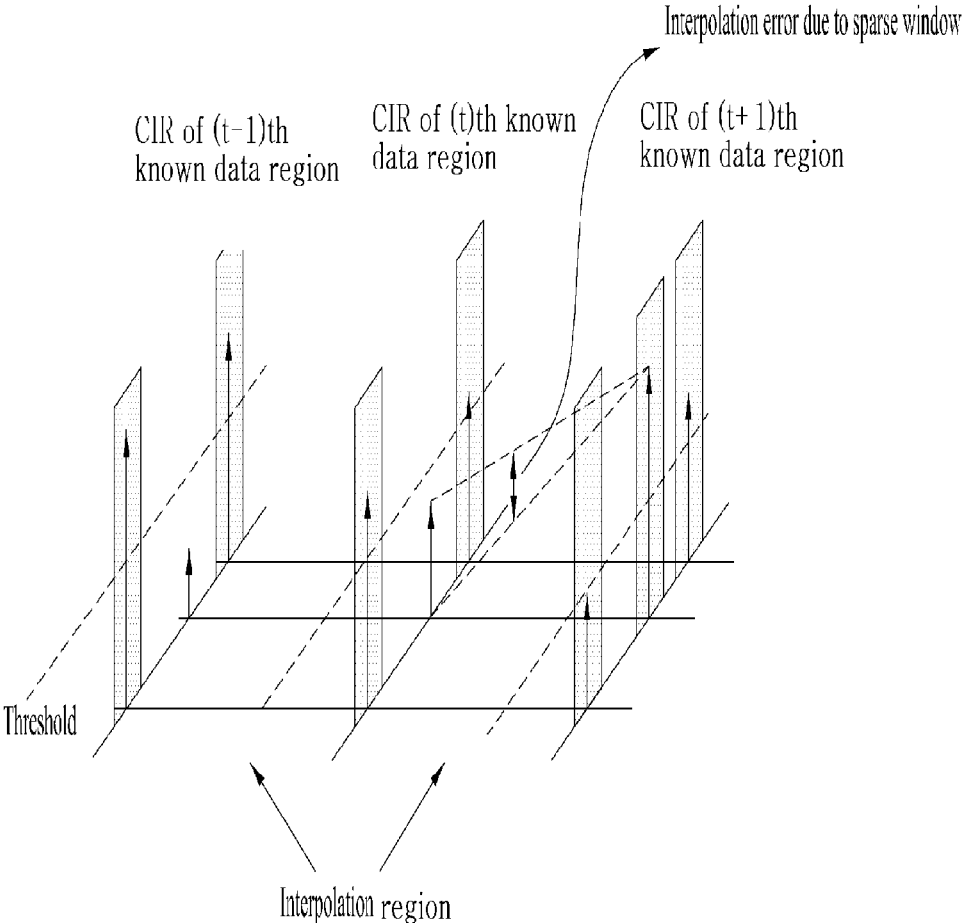 Interpolation error due to sparse window
CIR of (t-1)th
known data region
CIR of (t)th known
data region
CIR of (t+1)th
known data region
Threshold
Interpolation region